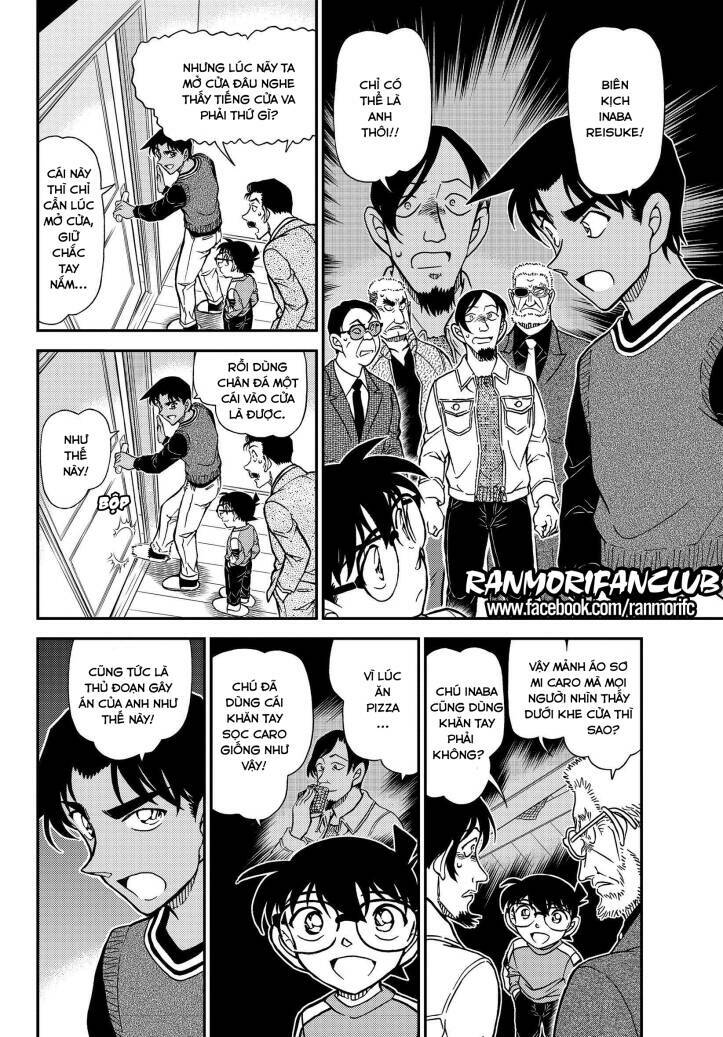 BIÊN
KỊCH
INABA
REISUKE.
CHỈ CÓ
THỂ LÀ
ANH
THÔI!!
RANMORIFANCLUB
www.facebook.com/ranmorifc
NHƯNG LÚC NÃY TA
MỞ CỬA ĐÂU NGHE
THẤY TIẾNG CỬA VA
PHẢI THỨ GÌ?
CÁI NÀY
THÌ CHỈ
CẦN LÚC
MỞ CỬA,
GIỮ
CHẮC
TAY
NẮM...
RỒI DÙNG
CHÂN ĐÁ MỘT
CÁI VÀO CỬA
LÀ ĐƯỢC.
NHƯ
THẾ
NÀY!
BỘP
VẬY MẢNH ÁO SƠ
MI CARO MÀ MỌI
NGƯỜI NHÌN THẤY
DƯỚI KHE CỬA THÌ
SAO?
CHÚ INABA
CŨNG DÙNG
KHĂN TAY
PHẢI
KHÔNG?
VÌ LÚC
ĂN
PIZZA
...
CHÚ ĐÃ
DÙNG CÁI
KHĂN TAY
SỌC CARO
GIỐNG NHƯ
VẬY!
CŨNG TỨC LÀ
THỦ ĐOẠN GÂY
ÁN CỦA ANH NHƯ
THẾ NÀY!